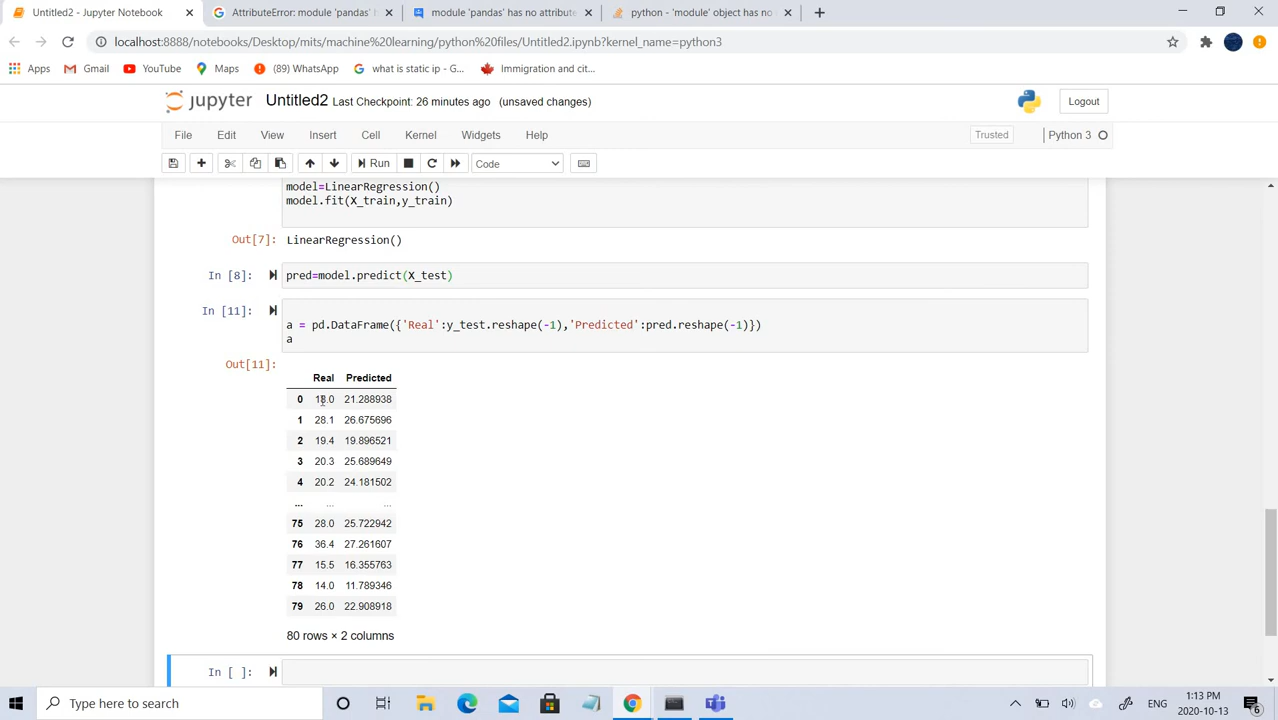 Untitled2 - Jupyter Notebook
AttributeError: module 'pandas' h
module 'pandas' has no attribute
python - 'module' object has no
localhost:8888/notebooks/Desktop/mits/machine%20learning/python%20files/Untitled2.ipynb?kernel_name=python3
Apps Gmail YouTube Maps (89) WhatsApp what is static ip - G... Immigration and cit...
jupyter Untitled2 Last Checkpoint: 26 minutes ago (unsaved changes) Logout
File Edit View Insert Cell Kernel Widgets Help Trusted Python 3
Run Code
model=LinearRegression()
model.fit(X_train,y_train)
Out[7]: LinearRegression()
In [8]: pred=model.predict(X_test)
In [11]:
a = pd.DataFrame({'Real':y_test.reshape(-1),'Predicted':pred.reshape(-1)})
a
Out[11]:
Real Predicted
0 18.0 21.288938
1 28.1 26.675696
2 19.4 19.896521
3 20.3 25.689649
4 20.2 24.181502
... ... ...
75 28.0 25.722942
76 36.4 27.261607
77 15.5 16.355763
78 14.0 11.789346
79 26.0 22.908918
80 rows × 2 columns
In [ ]:
Type here to search
ENG
1:13 PM
2020-10-13
6